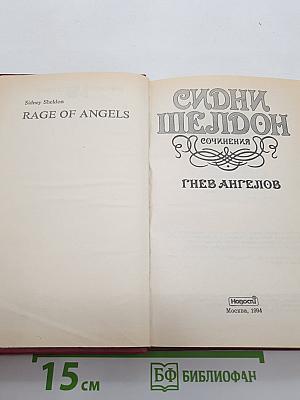 Sidney Sheldon
RAGE OF ANGELS
СИДНИ
ШЕЛДОН
СОЧИНЕНИЯ
ГНЕВ АНГЕЛОВ
Новости
Москва, 1994
15 см
БФ БИБЛИОФАН